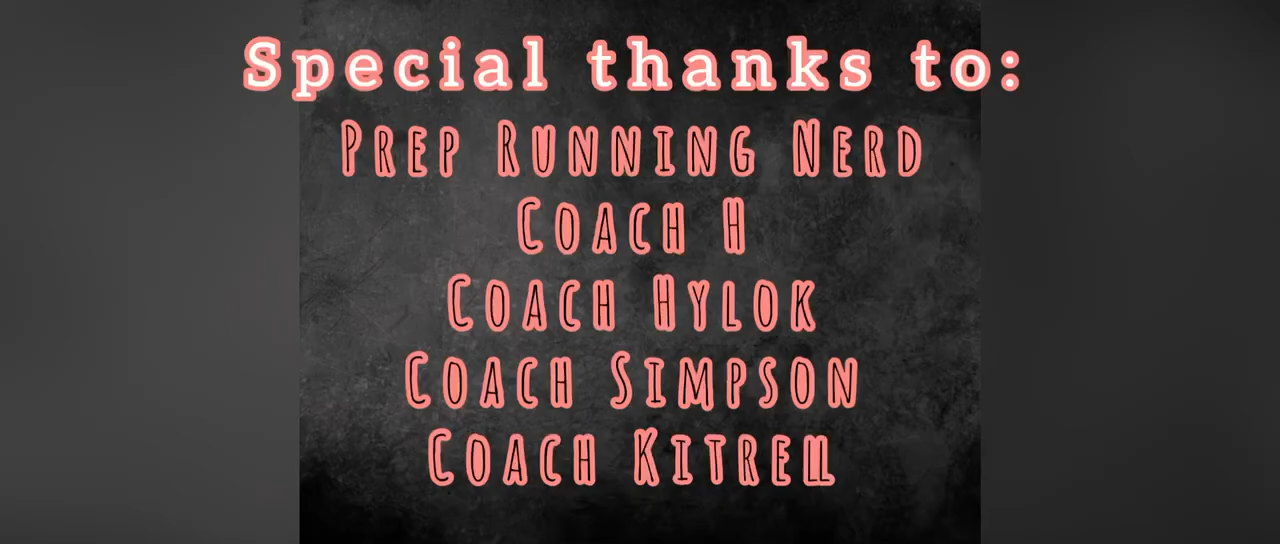 Special thanks to:
Prep Running Nerd
Coach H
Coach Hylok
Coach Simpson
Coach Kitrell